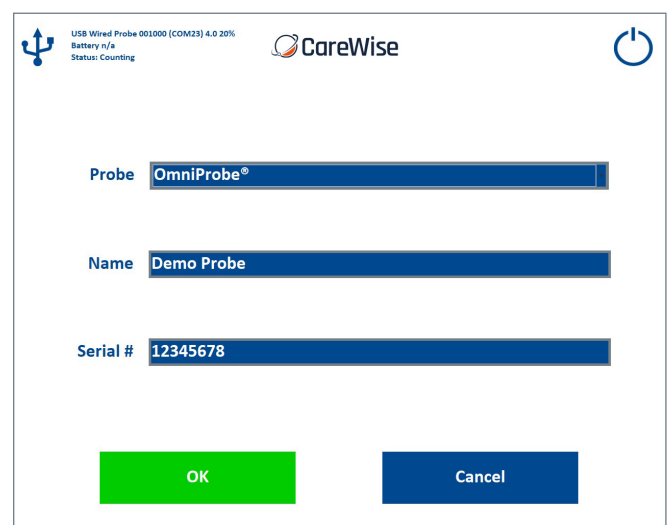 USB Wired Probe 001000 (COM23) 4.0 20%
Battery n/a
Status: Counting
CareWise
Probe OmniProbe®
Name Demo Probe
Serial # 12345678
OK Cancel